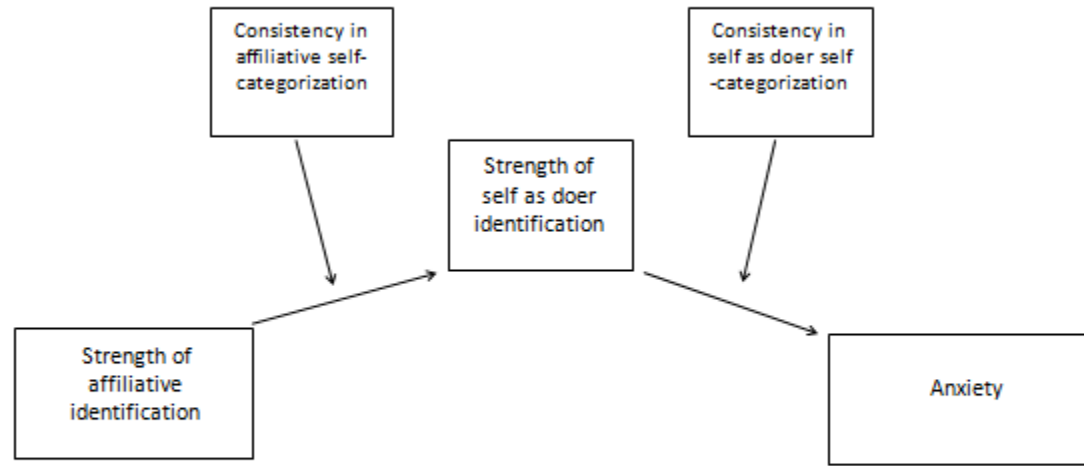 Consistency in
affiliative self-
categorization
Consistency in
self as doer self
-categorization
Strength of
self as doer
identification
Strength of
affiliative
identification
Anxiety